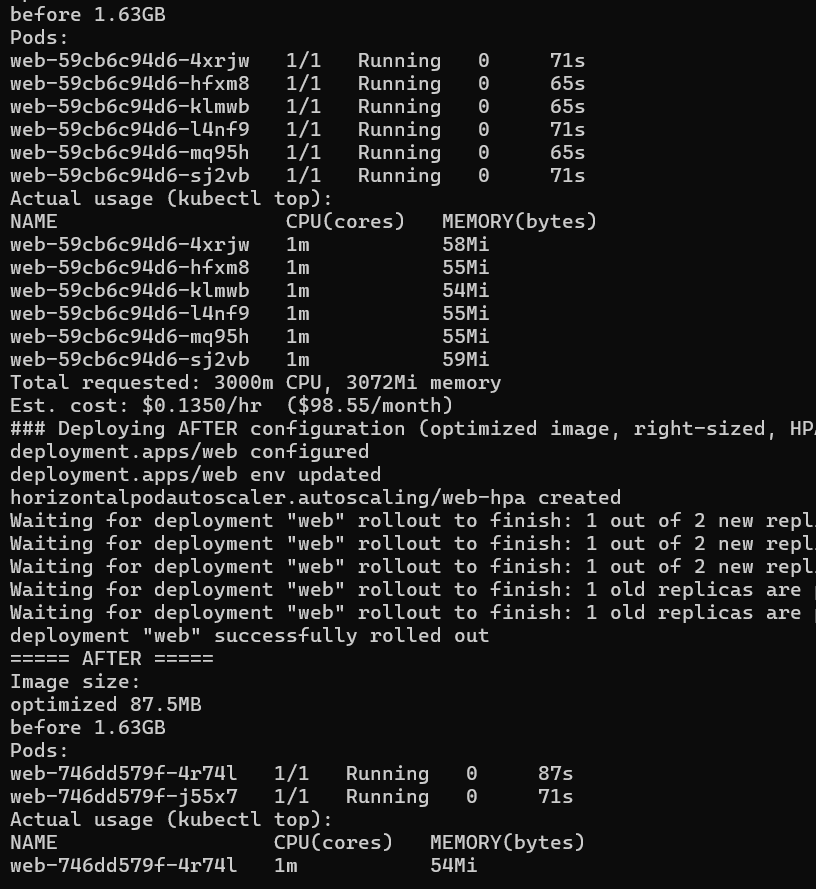 before 1.63GB
Pods:
web-59cb6c94d6-4xrjw   1/1   Running   0     71s
web-59cb6c94d6-hfxm8   1/1   Running   0     65s
web-59cb6c94d6-klmwb   1/1   Running   0     65s
web-59cb6c94d6-l4nf9   1/1   Running   0     71s
web-59cb6c94d6-mq95h   1/1   Running   0     65s
web-59cb6c94d6-sj2vb   1/1   Running   0     71s
Actual usage (kubectl top):
NAME                   CPU(cores)   MEMORY(bytes)
web-59cb6c94d6-4xrjw   1m           58Mi
web-59cb6c94d6-hfxm8   1m           55Mi
web-59cb6c94d6-klmwb   1m           54Mi
web-59cb6c94d6-l4nf9   1m           55Mi
web-59cb6c94d6-mq95h   1m           55Mi
web-59cb6c94d6-sj2vb   1m           59Mi
Total requested: 3000m CPU, 3072Mi memory
Est. cost: $0.1350/hr  ($98.55/month)
### Deploying AFTER configuration (optimized image, right-sized, HPA
deployment.apps/web configured
deployment.apps/web env updated
horizontalpodautoscaler.autoscaling/web-hpa created
Waiting for deployment "web" rollout to finish: 1 out of 2 new repl
Waiting for deployment "web" rollout to finish: 1 out of 2 new repl
Waiting for deployment "web" rollout to finish: 1 out of 2 new repl
Waiting for deployment "web" rollout to finish: 1 old replicas are
Waiting for deployment "web" rollout to finish: 1 old replicas are
deployment "web" successfully rolled out
===== AFTER =====
Image size:
optimized 87.5MB
before 1.63GB
Pods:
web-746dd579f-4r74l   1/1   Running   0     87s
web-746dd579f-j55x7   1/1   Running   0     71s
Actual usage (kubectl top):
NAME                  CPU(cores)   MEMORY(bytes)
web-746dd579f-4r74l   1m           54Mi